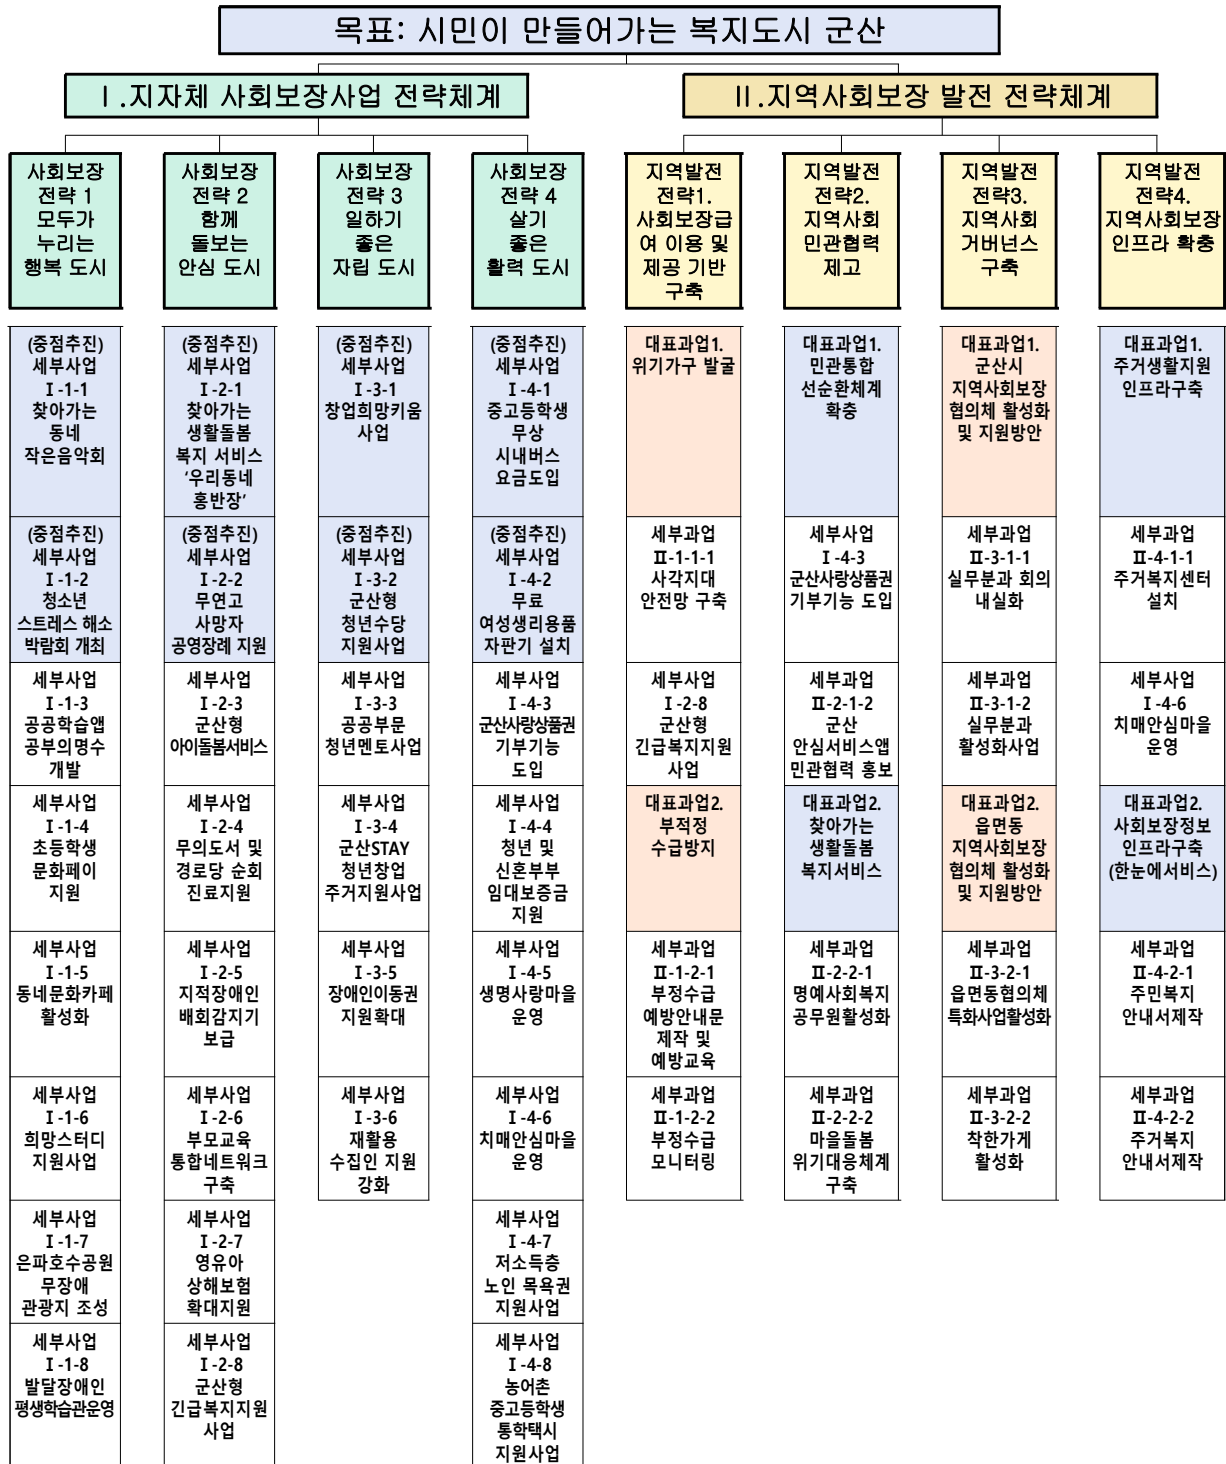 목표: 시민이 만들어가는 복지도시 군산
Ⅰ.지자체 사회보장사업 전략체계
Ⅱ.지역사회보장 발전 전략체계
사회보장
전략 1
모두가
누리는
행복 도시
사회보장
전략 2
함께
돌보는
안심 도시
사회보장
전략 3
일하기
좋은
자립 도시
사회보장
전략 4
살기
좋은
활력 도시
지역발전
전략1.
사회보장급
여 이용 및
제공 기반
구축
지역발전
전략2.
지역사회
민관협력
제고
지역발전
전략3.
지역사회
거버넌스
구축
지역발전
전략4.
지역사회보장
인프라 확충
(중점추진)
세부사업
Ⅰ-1-1
찾아가는
동네
작은음악회
(중점추진)
세부사업
Ⅰ-2-1
찾아가는
생활돌봄
복지 서비스
‘우리동네
홍반장’
(중점추진)
세부사업
Ⅰ-3-1
창업희망키움
사업
(중점추진)
세부사업
Ⅰ-4-1
중고등학생
무상
시내버스
요금도입
대표과업1.
위기가구 발굴
대표과업1.
민관통합
선순환체계
확충
대표과업1.
군산시
지역사회보장
협의체 활성화
및 지원방안
대표과업1.
주거생활지원
인프라구축
(중점추진)
세부사업
Ⅰ-1-2
청소년
스트레스 해소
박람회 개최
(중점추진)
세부사업
Ⅰ-2-2
무연고
사망자
공영장례 지원
(중점추진)
세부사업
Ⅰ-3-2
군산형
청년수당
지원사업
(중점추진)
세부사업
Ⅰ-4-2
무료
여성생리용품
자판기 설치
세부과업
Ⅱ-1-1-1
사각지대
안전망 구축
세부사업
Ⅰ-4-3
군산사랑상품권
기부기능 도입
세부과업
Ⅱ-3-1-1
실무분과 회의
내실화
세부과업
Ⅱ-4-1-1
주거복지센터
설치
세부사업
Ⅰ-1-3
공공학습앱
공부의명수
개발
세부사업
Ⅰ-2-3
군산형
아이돌봄서비스
세부사업
Ⅰ-3-3
공공부문
청년멘토사업
세부사업
Ⅰ-4-3
군산사랑상품권
기부기능
도입
세부사업
Ⅰ-2-8
군산형
긴급복지지원
사업
세부과업
Ⅱ-2-1-2
군산
안심서비스앱
민관협력 홍보
세부과업
Ⅱ-3-1-2
실무분과
활성화사업
세부사업
Ⅰ-4-6
치매안심마을
운영
세부사업
Ⅰ-1-4
초등학생
문화페이
지원
세부사업
Ⅰ-2-4
무의도서 및
경로당 순회
진료지원
세부사업
Ⅰ-3-4
군산STAY
청년창업
주거지원사업
세부사업
Ⅰ-4-4
청년 및
신혼부부
임대보증금
지원
대표과업2.
부적정
수급방지
대표과업2.
찾아가는
생활돌봄
복지서비스
대표과업2.
읍면동
지역사회보장
협의체 활성화
및 지원방안
대표과업2.
사회보장정보
인프라구축
(한눈에서비스)
세부사업
Ⅰ-1-5
동네문화카페
활성화
세부사업
Ⅰ-2-5
지적장애인
배회감지기
보급
세부사업
Ⅰ-3-5
장애인이동권
지원확대
세부사업
Ⅰ-4-5
생명사랑마을
운영
세부과업
Ⅱ-1-2-1
부정수급
예방안내문
제작 및
예방교육
세부과업
Ⅱ-2-2-1
명예사회복지
공무원활성화
세부과업
Ⅱ-3-2-1
읍면동협의체
특화사업활성화
세부과업
Ⅱ-4-2-1
주민복지
안내서제작
세부사업
Ⅰ-1-6
희망스터디
지원사업
세부사업
Ⅰ-2-6
부모교육
통합네트워크
구축
세부사업
Ⅰ-3-6
재활용
수집인 지원
강화
세부사업
Ⅰ-4-6
치매안심마을
운영
세부과업
Ⅱ-1-2-2
부정수급
모니터링
세부과업
Ⅱ-2-2-2
마을돌봄
위기대응체계
구축
세부과업
Ⅱ-3-2-2
착한가게
활성화
세부과업
Ⅱ-4-2-2
주거복지
안내서제작
세부사업
Ⅰ-1-7
은파호수공원
무장애
관광지 조성
세부사업
Ⅰ-2-7
영유아
상해보험
확대지원
세부사업
Ⅰ-4-7
저소득층
노인 목욕권
지원사업
세부사업
Ⅰ-1-8
발달장애인
평생학습관운영
세부사업
Ⅰ-2-8
군산형
긴급복지지원
사업
세부사업
Ⅰ-4-8
농어촌
중고등학생
통학택시
지원사업